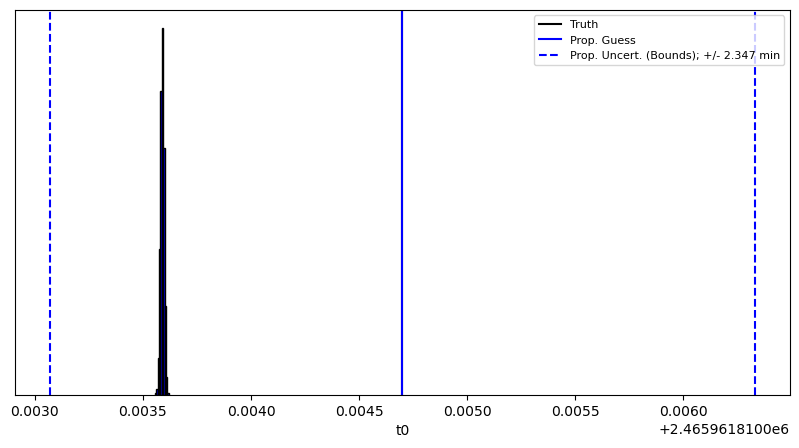 Truth
Prop. Guess
Prop. Uncert. (Bounds); +/- 2.347 min
0.0030 0.0035 0.0040 0.0045 0.0050 0.0055 0.0060
+2.4659618100e6
t0